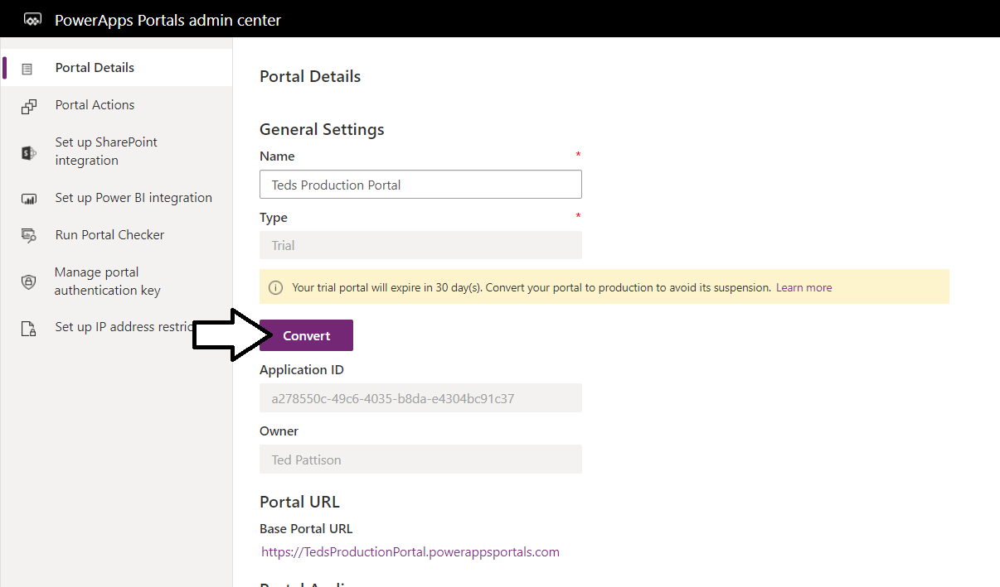 PowerApps Portals admin center
Portal Details
Portal Actions
Set up SharePoint
integration
Set up Power BI integration
Run Portal Checker
Manage portal
authentication key
Set up IP address
Portal Details
General Settings
Name *
Teds Production Portal
Type *
Trial
Your trial portal will expire in 30 day(s). Convert your portal to production to avoid its suspension. Learn more
Convert
Application ID
a278550c-49c6-4035-b8da-e4304bc91c37
Owner
Ted Pattison
Portal URL
Base Portal URL
https://TedsProductionPortal.powerappsportals.com